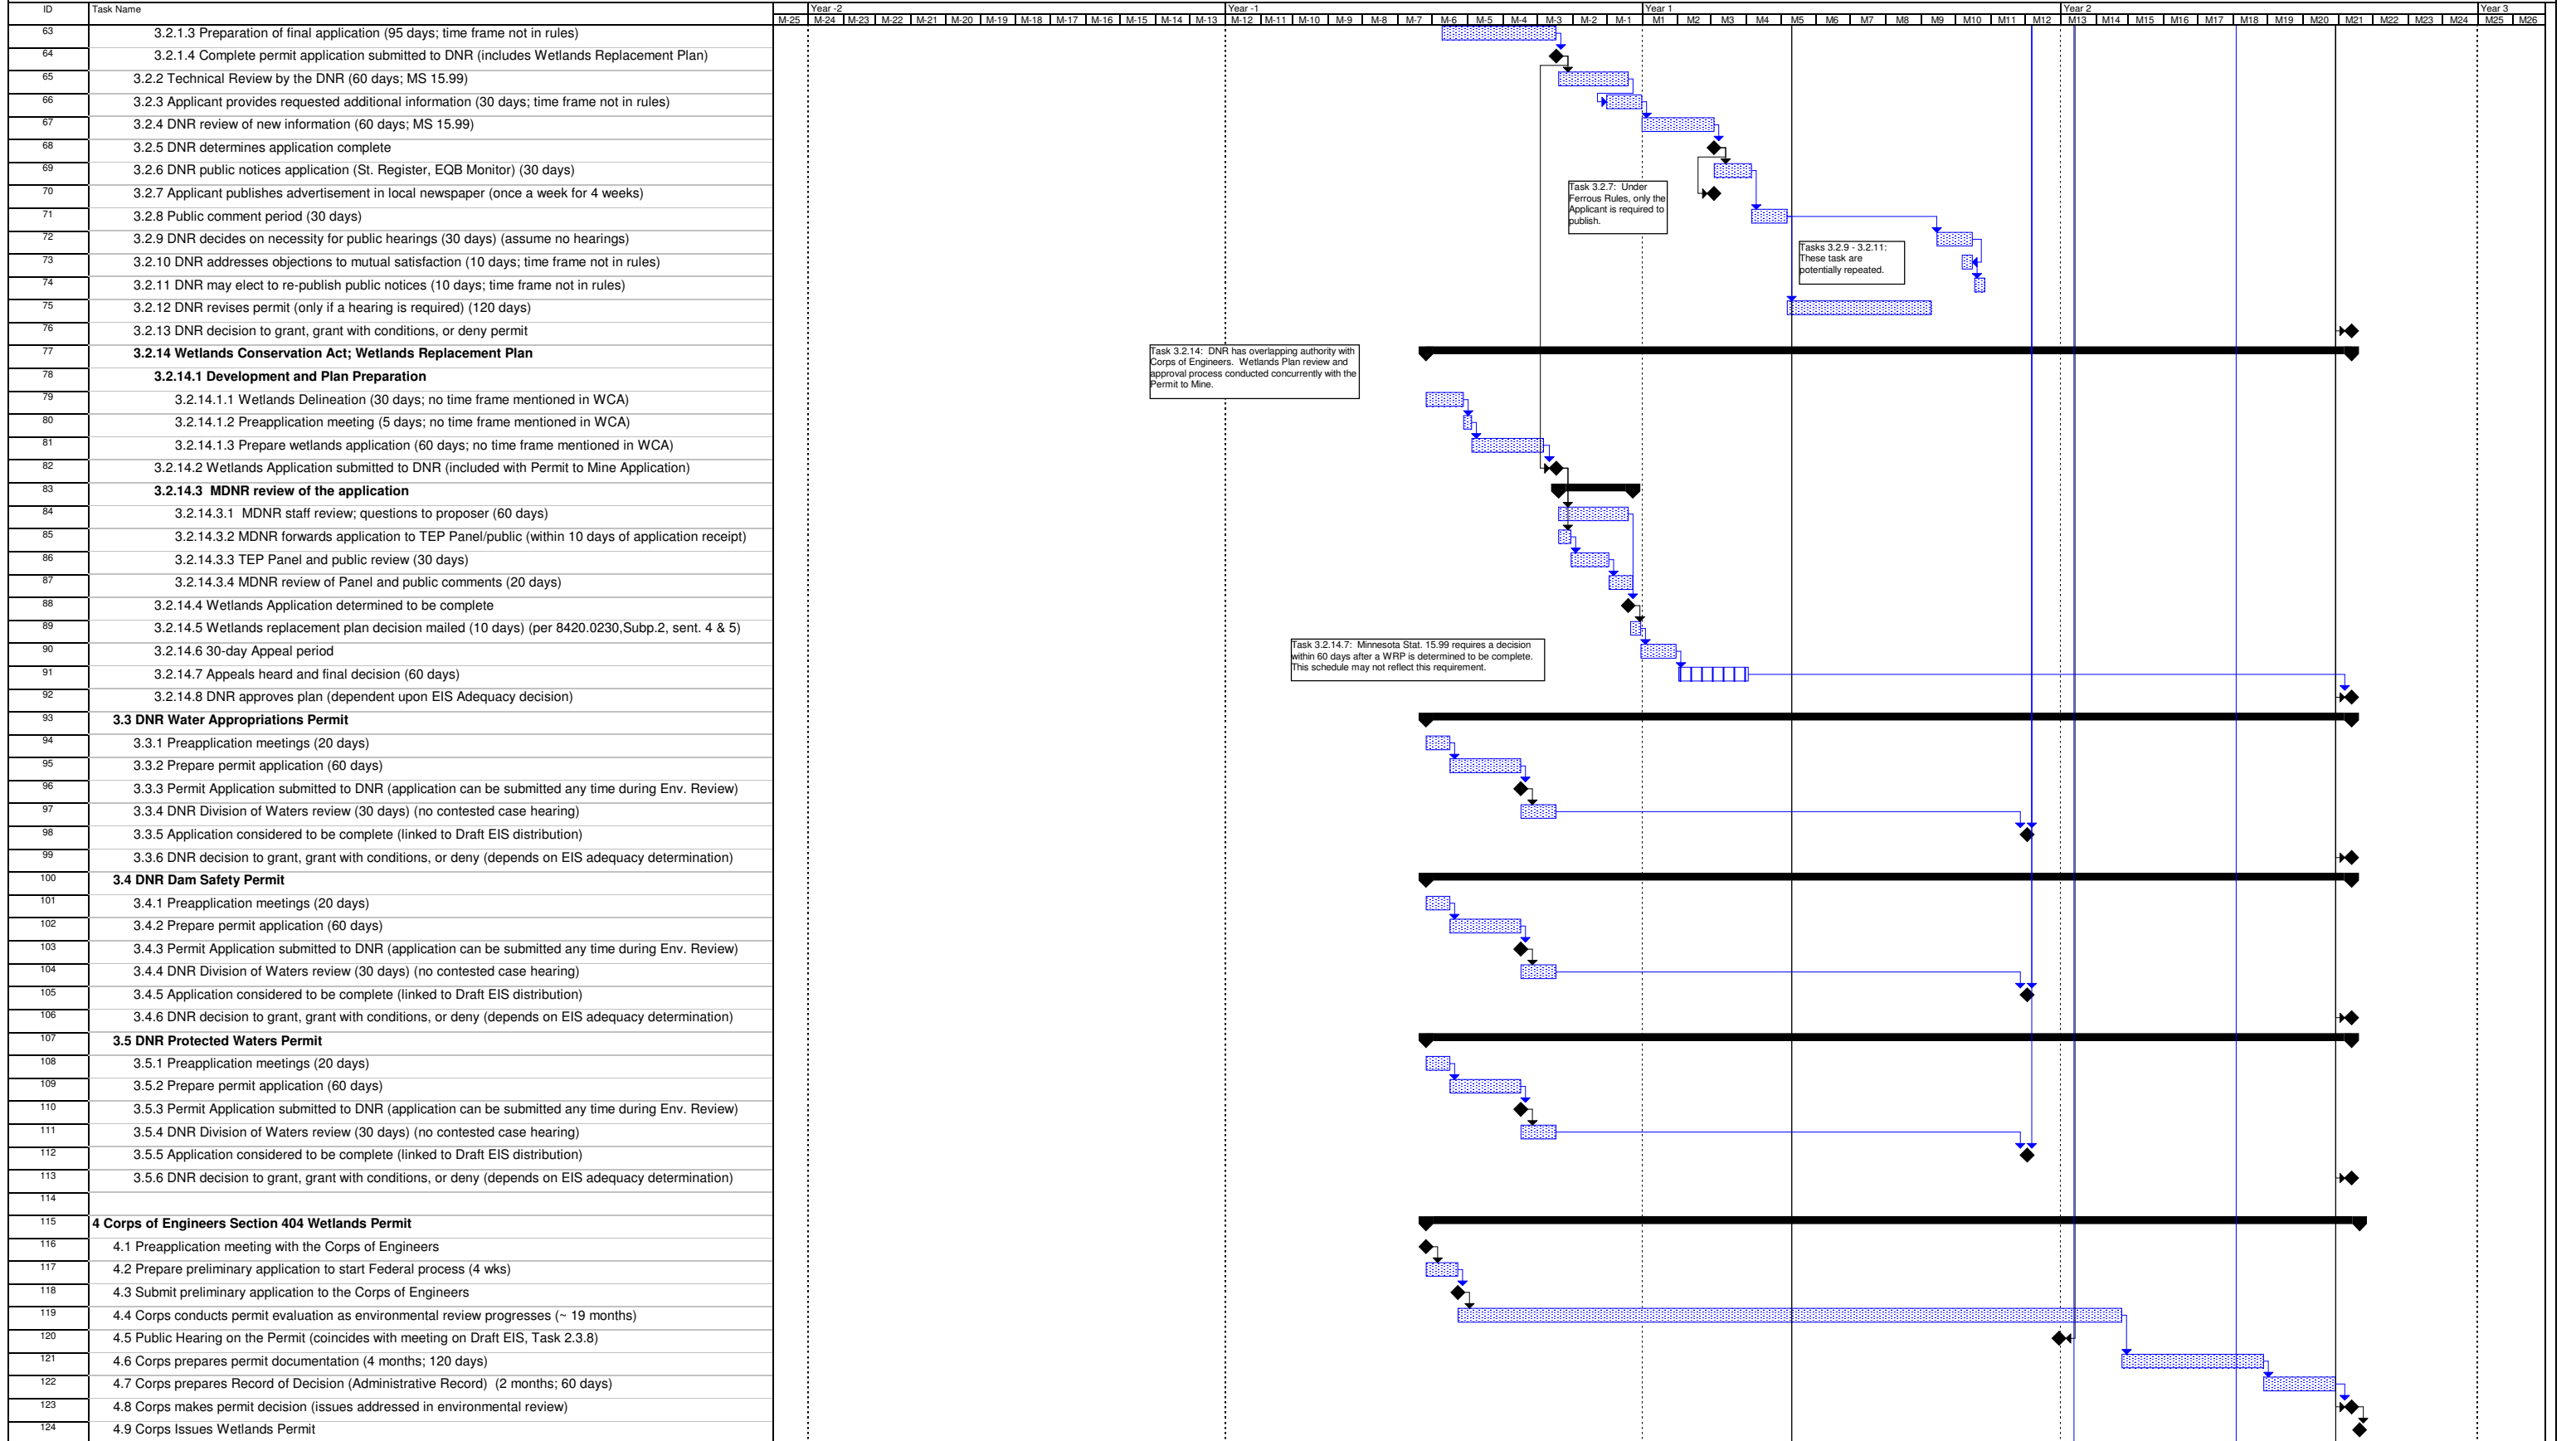 ID Task Name Year -2 Year -1 Year 1 Year 2 Year 3
M-25 M-24 M-23 M-22 M-21 M-20 M-19 M-18 M-17 M-16 M-15 M-14 M-13 M-12 M-11 M-10 M-9 M-8 M-7 M-6 M-5 M-4 M-3 M-2 M-1 M1 M2 M3 M4 M5 M6 M7 M8 M9 M10 M11 M12 M13 M14 M15 M16 M17 M18 M19 M20 M21 M22 M23 M24 M25 M26
63 3.2.1.3 Preparation of final application (95 days; time frame not in rules)
64 3.2.1.4 Complete permit application submitted to DNR (includes Wetlands Replacement Plan)
65 3.2.2 Technical Review by the DNR (60 days; MS 15.99)
66 3.2.3 Applicant provides requested additional information (30 days; time frame not in rules)
67 3.2.4 DNR review of new information (60 days; MS 15.99)
68 3.2.5 DNR determines application complete
69 3.2.6 DNR public notices application (St. Register, EQB Monitor) (30 days)
70 3.2.7 Applicant publishes advertisement in local newspaper (once a week for 4 weeks)
71 3.2.8 Public comment period (30 days)
72 3.2.9 DNR decides on necessity for public hearings (30 days) (assume no hearings)
73 3.2.10 DNR addresses objections to mutual satisfaction (10 days; time frame not in rules)
74 3.2.11 DNR may elect to re-publish public notices (10 days; time frame not in rules)
75 3.2.12 DNR revises permit (only if a hearing is required) (120 days)
76 3.2.13 DNR decision to grant, grant with conditions, or deny permit
77 3.2.14 Wetlands Conservation Act; Wetlands Replacement Plan
78 3.2.14.1 Development and Plan Preparation
79 3.2.14.1.1 Wetlands Delineation (30 days; no time frame mentioned in WCA)
80 3.2.14.1.2 Preapplication meeting (5 days; no time frame mentioned in WCA)
81 3.2.14.1.3 Prepare wetlands application (60 days; no time frame mentioned in WCA)
82 3.2.14.2 Wetlands Application submitted to DNR (included with Permit to Mine Application)
83 3.2.14.3 MDNR review of the application
84 3.2.14.3.1 MDNR staff review; questions to proposer (60 days)
85 3.2.14.3.2 MDNR forwards application to TEP Panel/public (within 10 days of application receipt)
86 3.2.14.3.3 TEP Panel and public review (30 days)
87 3.2.14.3.4 MDNR review of Panel and public comments (20 days)
88 3.2.14.4 Wetlands Application determined to be complete
89 3.2.14.5 Wetlands replacement plan decision mailed (10 days) (per 8420.0230,Subp.2, sent. 4 & 5)
90 3.2.14.6 30-day Appeal period
91 3.2.14.7 Appeals heard and final decision (60 days)
92 3.2.14.8 DNR approves plan (dependent upon EIS Adequacy decision)
93 3.3 DNR Water Appropriations Permit
94 3.3.1 Preapplication meetings (20 days)
95 3.3.2 Prepare permit application (60 days)
96 3.3.3 Permit Application submitted to DNR (application can be submitted any time during Env. Review)
97 3.3.4 DNR Division of Waters review (30 days) (no contested case hearing)
98 3.3.5 Application considered to be complete (linked to Draft EIS distribution)
99 3.3.6 DNR decision to grant, grant with conditions, or deny (depends on EIS adequacy determination)
100 3.4 DNR Dam Safety Permit
101 3.4.1 Preapplication meetings (20 days)
102 3.4.2 Prepare permit application (60 days)
103 3.4.3 Permit Application submitted to DNR (application can be submitted any time during Env. Review)
104 3.4.4 DNR Division of Waters review (30 days) (no contested case hearing)
105 3.4.5 Application considered to be complete (linked to Draft EIS distribution)
106 3.4.6 DNR decision to grant, grant with conditions, or deny (depends on EIS adequacy determination)
107 3.5 DNR Protected Waters Permit
108 3.5.1 Preapplication meetings (20 days)
109 3.5.2 Prepare permit application (60 days)
110 3.5.3 Permit Application submitted to DNR (application can be submitted any time during Env. Review)
111 3.5.4 DNR Division of Waters review (30 days) (no contested case hearing)
112 3.5.5 Application considered to be complete (linked to Draft EIS distribution)
113 3.5.6 DNR decision to grant, grant with conditions, or deny (depends on EIS adequacy determination)
114
115 4 Corps of Engineers Section 404 Wetlands Permit
116 4.1 Preapplication meeting with the Corps of Engineers
117 4.2 Prepare preliminary application to start Federal process (4 wks)
118 4.3 Submit preliminary application to the Corps of Engineers
119 4.4 Corps conducts permit evaluation as environmental review progresses (~ 19 months)
120 4.5 Public Hearing on the Permit (coincides with meeting on Draft EIS, Task 2.3.8)
121 4.6 Corps prepares permit documentation (4 months; 120 days)
122 4.7 Corps prepares Record of Decision (Administrative Record) (2 months; 60 days)
123 4.8 Corps makes permit decision (issues addressed in environmental review)
124 4.9 Corps Issues Wetlands Permit
Task 3.2.7: Under
Ferrous Rules, only the
Applicant is required to
publish.
Tasks 3.2.9 - 3.2.11:
These task are
potentially repeated.
Task 3.2.14: DNR has overlapping authority with
Corps of Engineers. Wetlands Plan review and
approval process conducted concurrently with the
Permit to Mine.
Task 3.2.14.7: Minnesota Stat. 15.99 requires a decision
within 60 days after a WRP is determined to be complete.
This schedule may not reflect this requirement.